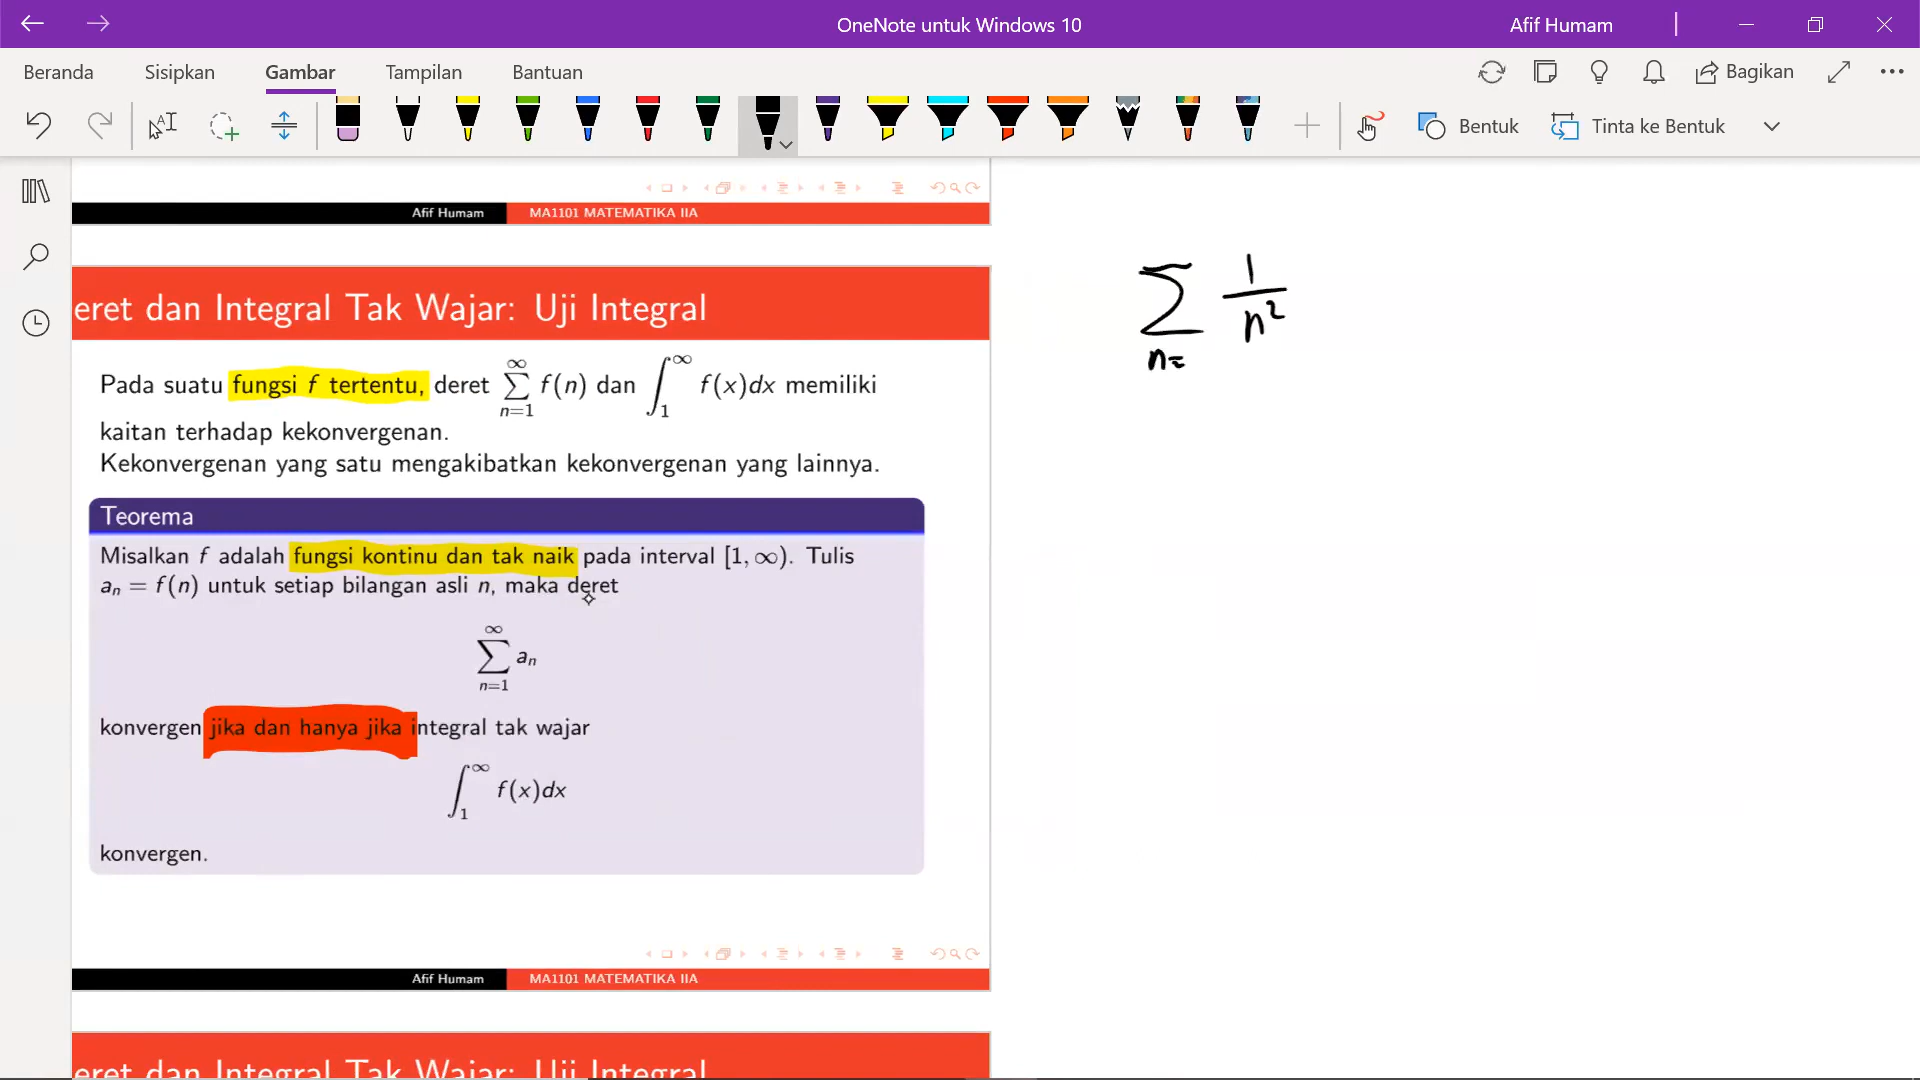 OneNote untuk Windows 10
Afif Humam
Beranda Sisipkan Gambar Tampilan Bantuan
Bagikan
Bentuk
Tinta ke Bentuk
Afif Humam MA1101 MATEMATIKA IIA
eret dan Integral Tak Wajar: Uji Integral
Pada suatu fungsi f tertentu, deret ∑_{n=1}^{∞} f(n) dan ∫_1^∞ f(x)dx memiliki
kaitan terhadap kekonvergenan.
Kekonvergenan yang satu mengakibatkan kekonvergenan yang lainnya.
Teorema
Misalkan f adalah fungsi kontinu dan tak naik pada interval [1, ∞). Tulis
aₙ = f(n) untuk setiap bilangan asli n, maka deret
∑_{n=1}^{∞} aₙ
konvergen jika dan hanya jika integral tak wajar
∫_1^∞ f(x)dx
konvergen.
Afif Humam MA1101 MATEMATIKA IIA
eret dan Integral Tak Wajar: Uji Integral
∑_{n=} 1/n²